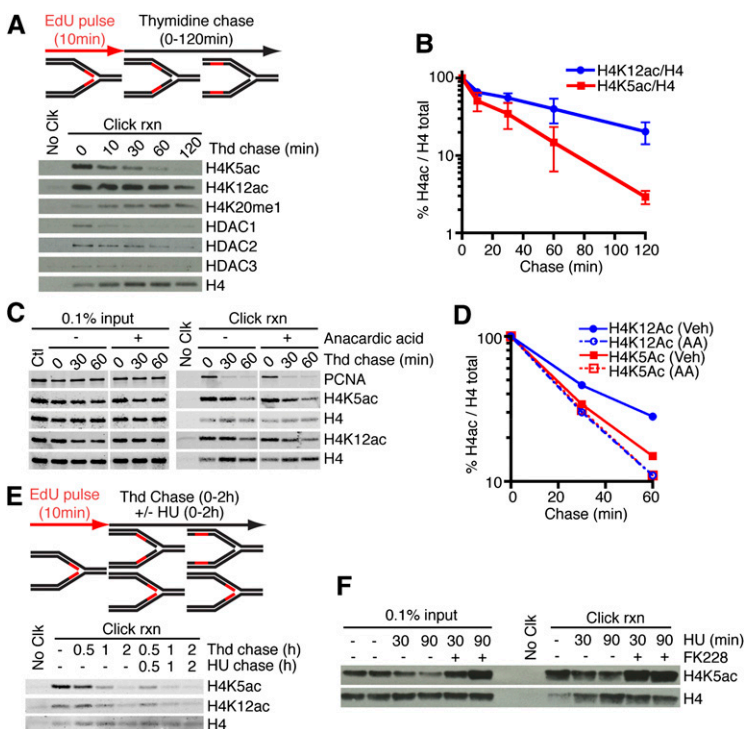 A
EdU pulse Thymidine chase
(10min) (0-120min)
No Clk
Click rxn
0 10 30 60 120 Thd chase (min)
H4K5ac
H4K12ac
H4K20me1
HDAC1
HDAC2
HDAC3
H4
B
H4K12ac/H4
H4K5ac/H4
100
10
1
% H4ac / H4 total
0 20 40 60 80 100 120
Chase (min)
C
0.1% input Click rxn
- + No Clk - + Anacardic acid
Ctl 0 30 60 0 30 60 0 30 60 0 30 60 Thd chase (min)
PCNA
H4K5ac
H4
H4K12ac
H4
D
H4K12Ac (Veh)
H4K12Ac (AA)
H4K5Ac (Veh)
H4K5Ac (AA)
100
10
% H4ac / H4 total
0 10 20 30 40 50 60
Chase (min)
E
EdU pulse Thd Chase (0-2h)
(10min) +/- HU (0-2h)
No Clk
Click rxn
- 0.5 1 2 0.5 1 2 Thd chase (h)
0.5 1 2 HU chase (h)
H4K5ac
H4K12ac
H4
F
0.1% input Click rxn
No Clk
- - 30 90 30 90 - 30 90 30 90 HU (min)
+ + + + FK228
H4K5ac
H4